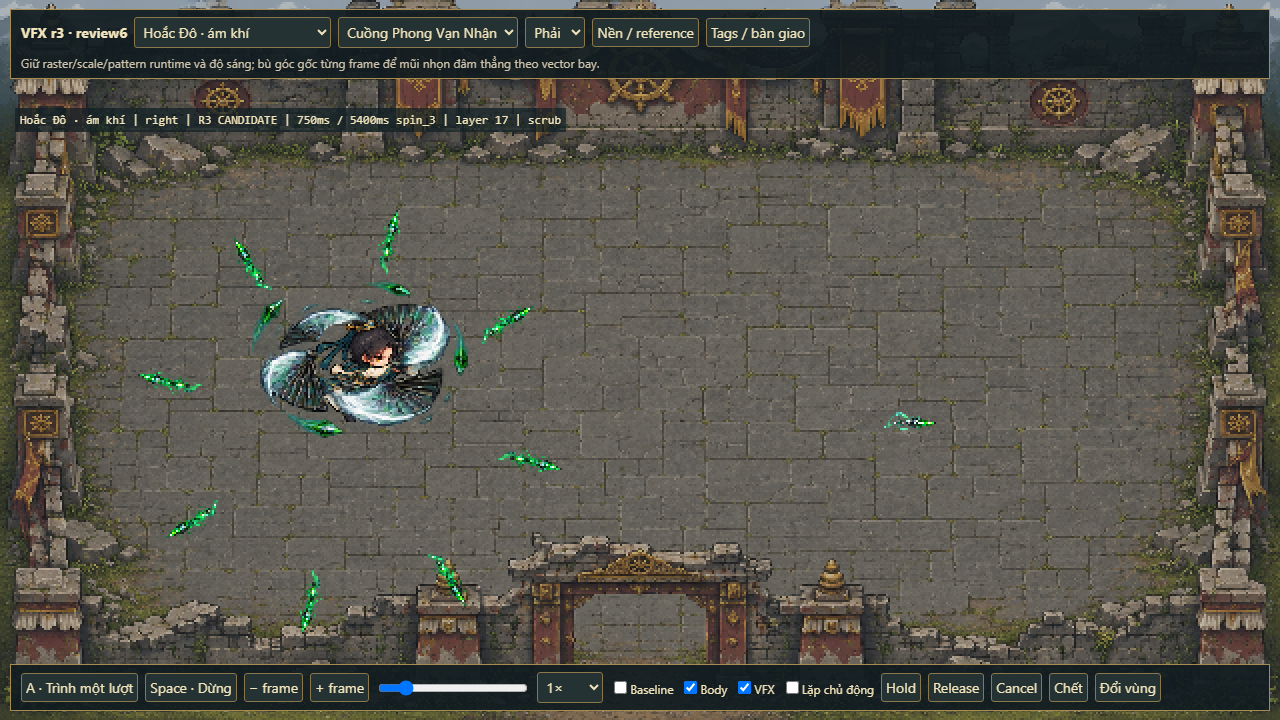 VFX r3 · review6 Hoắc Đô · ám khí Cuồng Phong Vạn Nhận Phải Nền / reference Tags / bàn giao
Giữ raster/scale/pattern runtime và độ sáng; bù góc gốc từng frame để mũi nhọn đâm thẳng theo vector bay.
Hoắc Đô · ám khí | right | R3 CANDIDATE | 750ms / 5400ms spin_3 | layer 17 | scrub
A · Trình một lượt Space · Dừng − frame + frame 1× Baseline Body VFX Lặp chủ động Hold Release Cancel Chết Đổi vùng